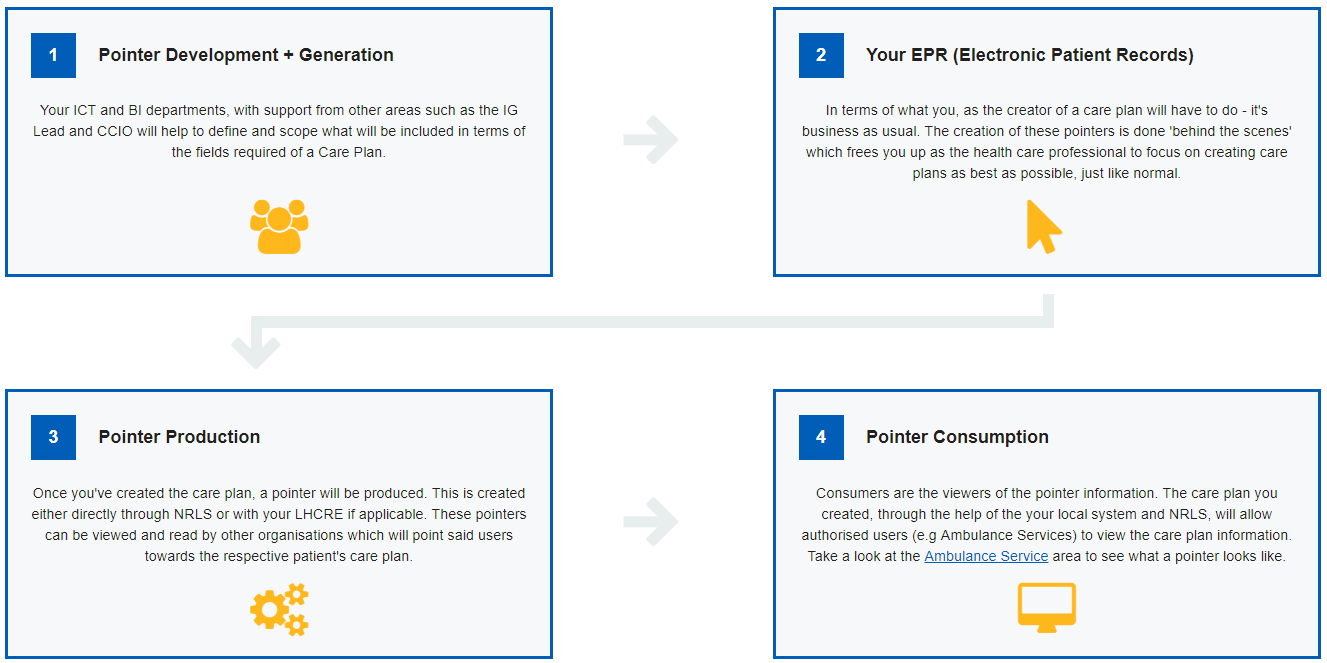 1
Pointer Development + Generation
Your ICT and BI departments, with support from other areas such as the IG
Lead and CCIO will help to define and scope what will be included in terms of
the fields required of a Care Plan.
2
Your EPR (Electronic Patient Records)
In terms of what you, as the creator of a care plan will have to do - it's
business as usual. The creation of these pointers is done 'behind the scenes'
which frees you up as the health care professional to focus on creating care
plans as best as possible, just like normal.
3
Pointer Production
Once you've created the care plan, a pointer will be produced. This is created
either directly through NRLS or with your LHCRE if applicable. These pointers
can be viewed and read by other organisations which will point said users
towards the respective patient's care plan.
4
Pointer Consumption
Consumers are the viewers of the pointer information. The care plan you
created, through the help of the your local system and NRLS, will allow
authorised users (e.g Ambulance Services) to view the care plan information.
Take a look at the Ambulance Service area to see what a pointer looks like.